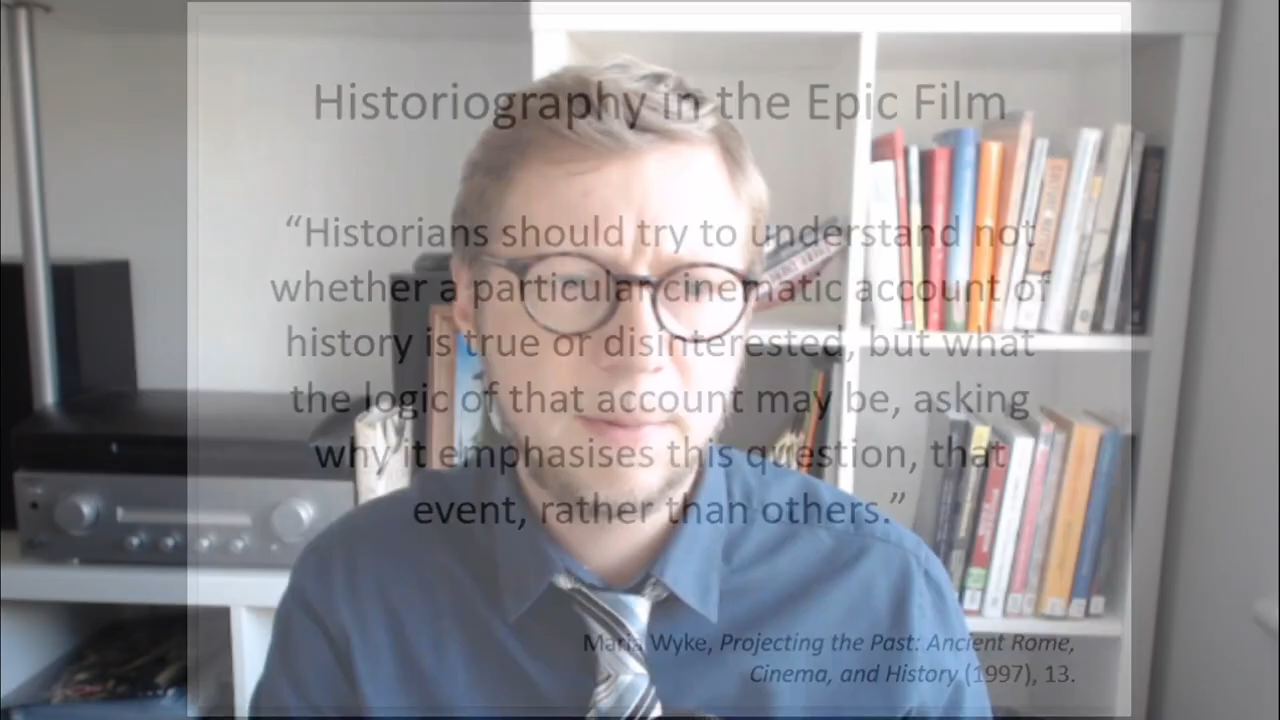 Historiography in the Epic Film
“Historians should try to understand not
whether a particular cinematic account of
history is true or disinterested, but what
the logic of that account may be, asking
why it emphasises this question, that
event, rather than others.”
Maria Wyke, Projecting the Past: Ancient Rome,
Cinema, and History (1997), 13.